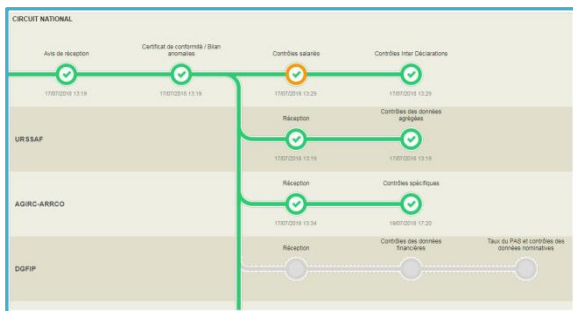 CIRCUIT NATIONAL
Avis de réception
Certificat de conformité / Bilan
anomalies
Contrôles salariés
Contrôles Inter Déclarations
17/07/2018 13:19
17/07/2018 13:19
17/07/2018 13:29
17/07/2018 13:29
URSSAF
Réception
Contrôles des données
agrégées
17/07/2018 13:19
17/07/2018 13:19
AGIRC-ARRCO
Réception
Contrôles spécifiques
17/07/2018 13:34
19/07/2018 17:20
DGFIP
Réception
Contrôles des données
financières
Taux du PAS et contrôles des
données nominatives